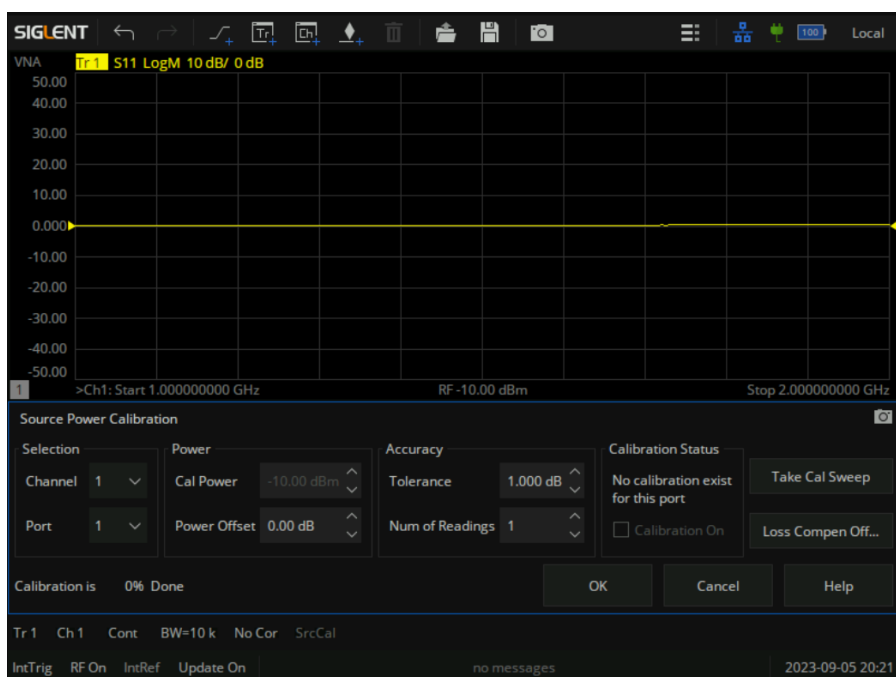 SIGLENT Tr Ch 100 Local
VNA Tr 1 S11 LogM 10 dB/ 0 dB
50.00
40.00
30.00
20.00
10.00
0.000
-10.00
-20.00
-30.00
-40.00
-50.00
1 >Ch1: Start 1.000000000 GHz RF -10.00 dBm Stop 2.000000000 GHz
Source Power Calibration
Selection Power Accuracy Calibration Status
Channel 1 Cal Power -10.00 dBm Tolerance 1.000 dB No calibration exist for this port Take Cal Sweep
Port 1 Power Offset 0.00 dB Num of Readings 1 Calibration On Loss Compen Off...
Calibration is 0% Done OK Cancel Help
Tr 1 Ch 1 Cont BW=10 k No Cor SrcCal
IntTrig RF On IntRef Update On no messages 2023-09-05 20:21